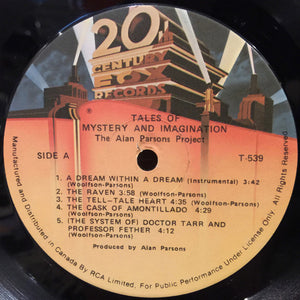 20th
CENTURY
FOX
RECORDS
TALES OF
MYSTERY AND IMAGINATION
The Alan Parsons Project
SIDE A
T-539
1. A DREAM WITHIN A DREAM (Instrumental) 3:42
(Woolfson-Parsons)
2. THE RAVEN 3:58 (Woolfson-Parsons)
3. THE TELL-TALE HEART 4:35 (Woolfson-Parsons)
4. THE CASK OF AMONTILLADO 4:29
(Woolfson-Parsons)
5. (THE SYSTEM OF) DOCTOR TARR AND
PROFESSOR FETHER 4:12
(Woolfson-Parsons)
Produced by Alan Parsons
Manufactured and Distributed in Canada By RCA Limited. For Public Performance Under License Only. All Rights Reserved.